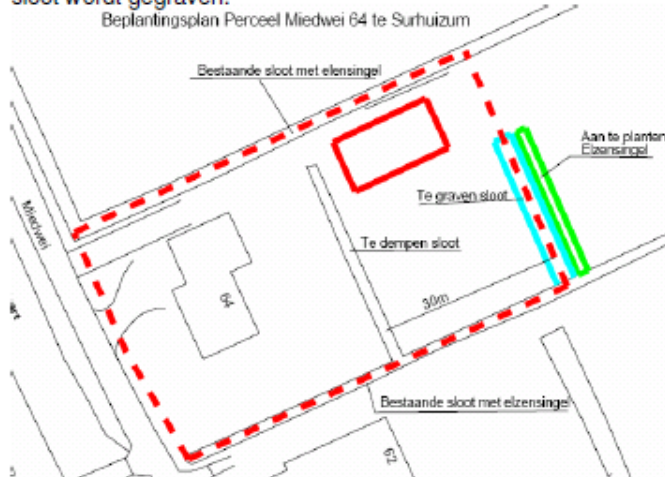 sloot wordt gegraven.
Beplantingsplan Perceel Miedwei 64 te Surhuizum
Bestaande sloot met elensingel
Aan te planten
Elzensingel
Miedwei
Te graven sloot
Te dempen sloot
64
30m
Bestaande sloot met elzensingel
62